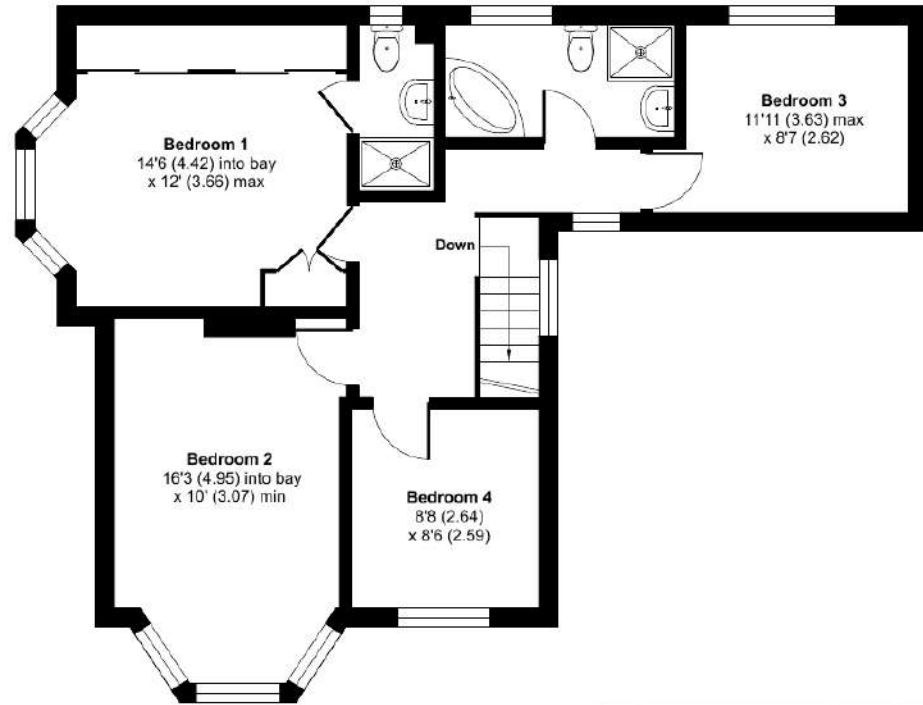 Bedroom 1
14'6 (4.42) into bay
x 12' (3.66) max
Bedroom 3
11'11 (3.63) max
x 8'7 (2.62)
Down
Bedroom 2
16'3 (4.95) into bay
x 10' (3.07) min
Bedroom 4
8'8 (2.64)
x 8'6 (2.59)